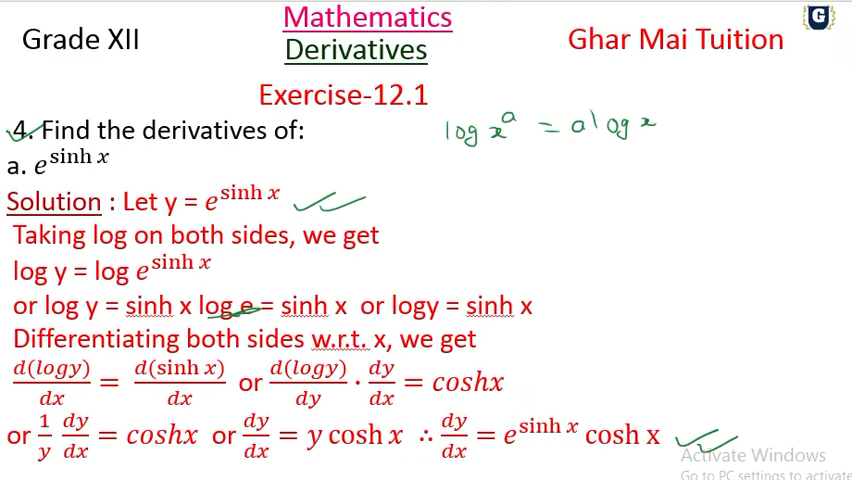 Mathematics
Grade XII
Derivatives
Ghar Mai Tuition
G
Exercise-12.1
4. Find the derivatives of:
log x^a = a log x
a. e^sinh x
Solution : Let y = e^sinh x
Taking log on both sides, we get
log y = log e^sinh x
or log y = sinh x log e = sinh x or logy = sinh x
Differentiating both sides w.r.t. x, we get
d(logy)/dx = d(sinh x)/dx or d(logy)/dy · dy/dx = coshx
or 1/y dy/dx = coshx or dy/dx = y cosh x ∴ dy/dx = e^sinh x cosh x
Activate Windows
Go to PC settings to activate